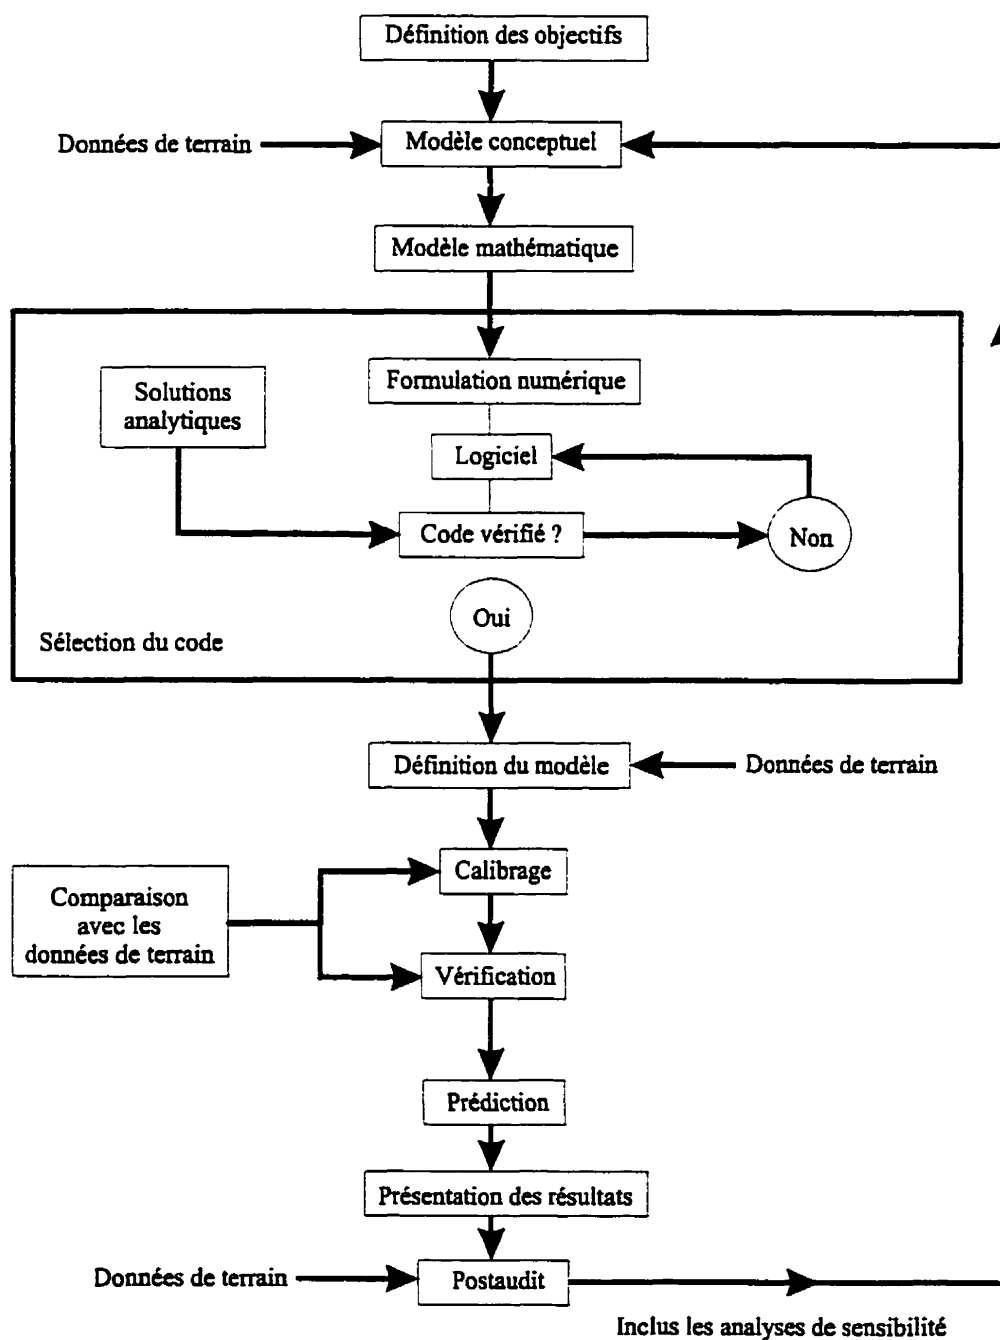 Définition des objectifs
Données de terrain
Modèle conceptuel
Modèle mathématique
Formulation numérique
Solutions
analytiques
Logiciel
Code vérifié ?
Non
Oui
Sélection du code
Définition du modèle
Données de terrain
Calibrage
Comparaison
avec les
données de terrain
Vérification
Prédiction
Présentation des résultats
Données de terrain
Postaudit
Inclus les analyses de sensibilité